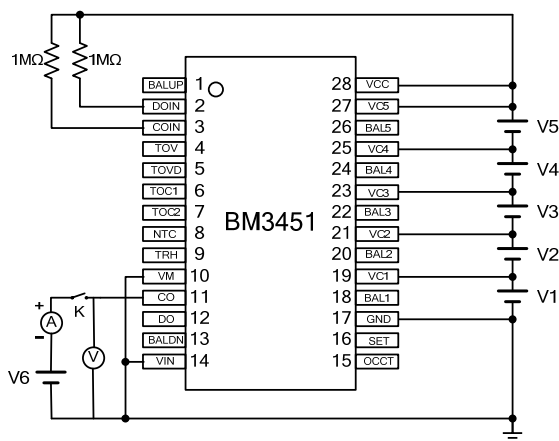 1MΩ
1MΩ
BALUP 1
DOIN 2
COIN 3
TOV 4
TOVD 5
TOC1 6
TOC2 7
NTC 8
TRH 9
VM 10
CO 11
DO 12
BALDN 13
VIN 14
BM3451
28 VCC
27 VC5
26 BAL5
25 VC4
24 BAL4
23 VC3
22 BAL3
21 VC2
20 BAL2
19 VC1
18 BAL1
17 GND
16 SET
15 OCCT
V5
V4
V3
V2
V1
+
A
-
K
V
V6